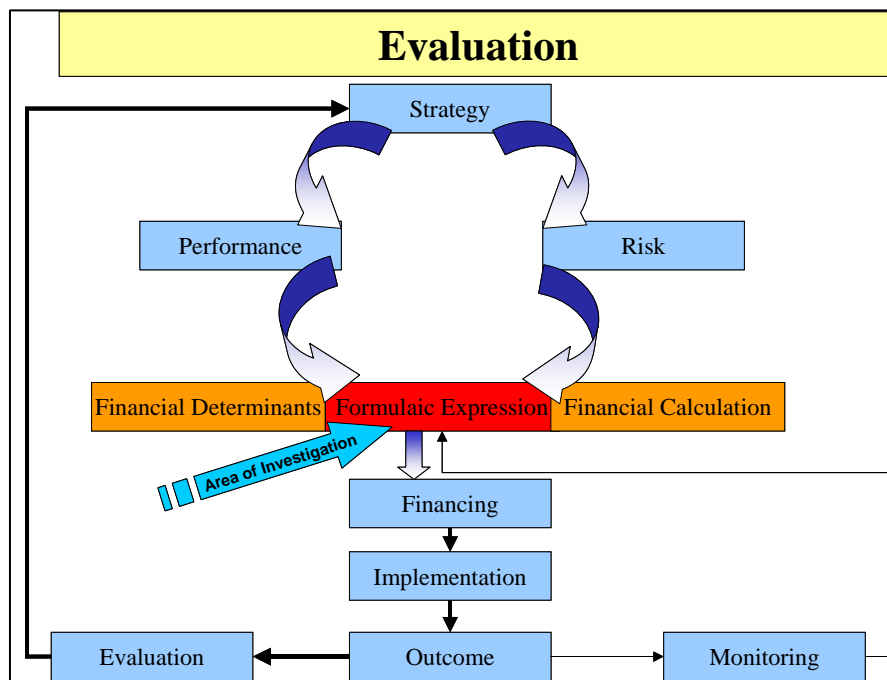 Evaluation
Strategy
Performance
Risk
Financial Determinants
Formulaic Expression
Financial Calculation
Area of Investigation
Financing
Implementation
Evaluation
Outcome
Monitoring